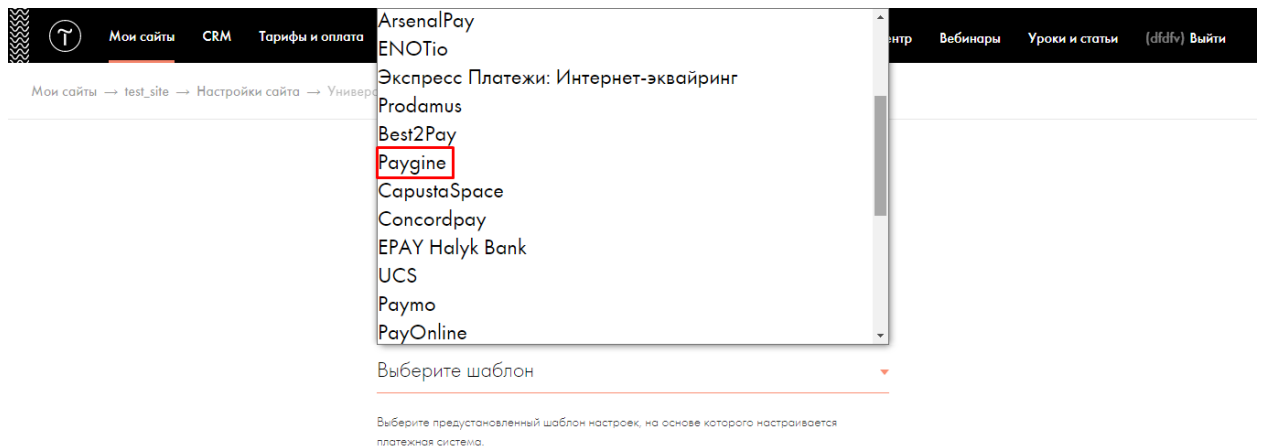 Мои сайты CRM Тарифы и оплата Вебинары Уроки и статьи (dfdfv) Выйти
Мои сайты → test_site → Настройки сайта →
ArsenalPay
ENOTio
Экспресс Платежи: Интернет-эквайринг
Prodamus
Best2Pay
Paygine
CapustaSpace
Concordpay
EPAY Halyk Bank
UCS
Paymo
PayOnline
Выберите шаблон
Выберите предустановленный шаблон настроек, на основе которого настраивается
платежная система.